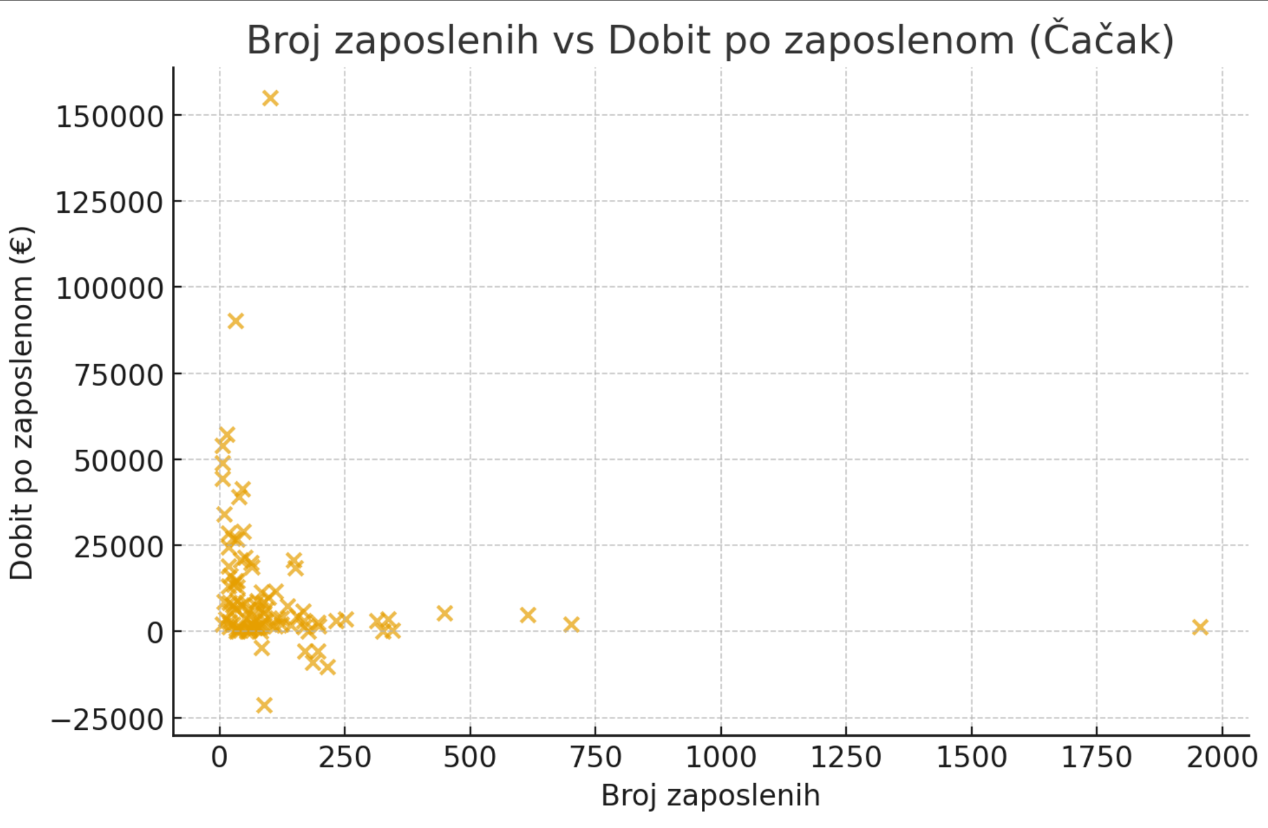 Broj zaposlenih vs Dobit po zaposlenom (Čačak)
Dobit po zaposlenom (€)
150000
125000
100000
75000
50000
25000
0
−25000
0 250 500 750 1000 1250 1500 1750 2000
Broj zaposlenih